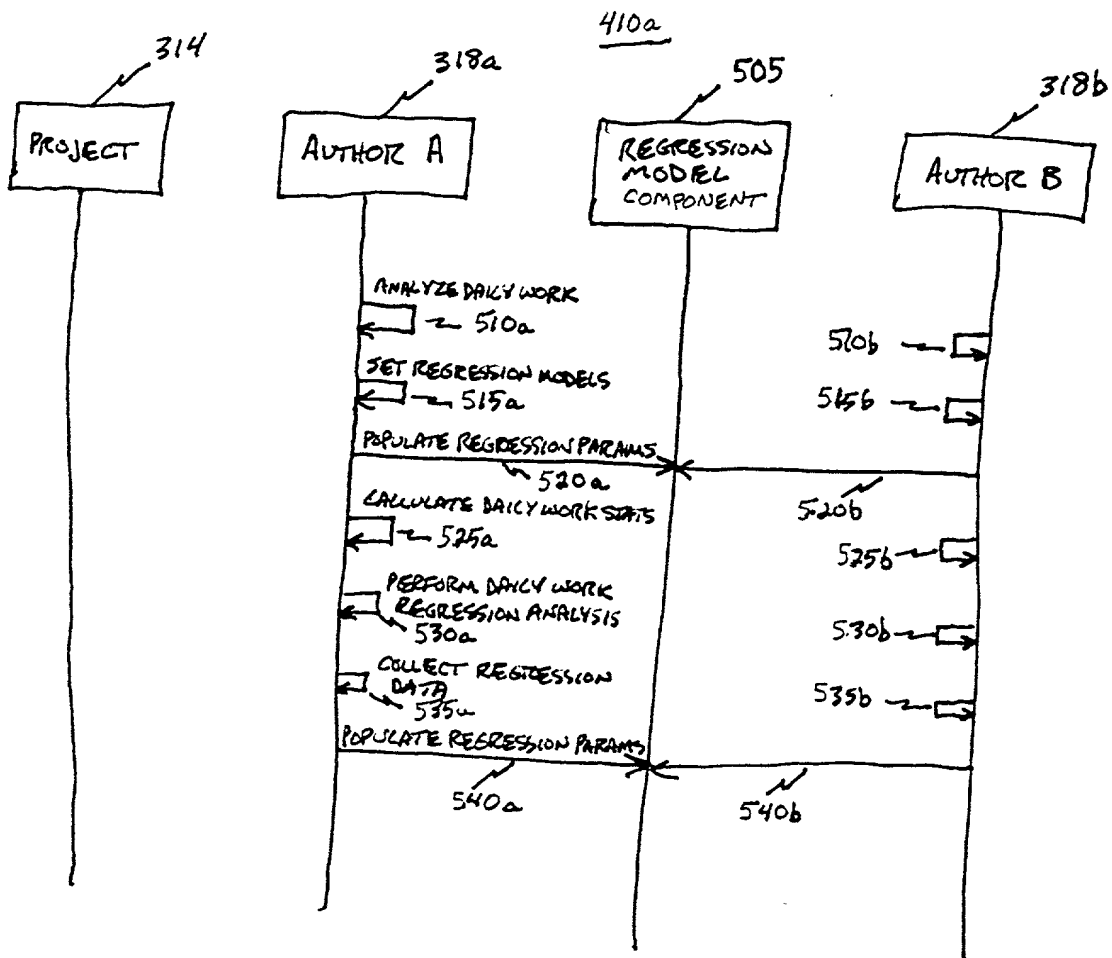 410a
314
318a
505
318b
PROJECT
AUTHOR A
REGRESSION
MODEL
COMPONENT
AUTHOR B
ANALYZE DAILY WORK
510a
510b
SET REGRESSION MODELS
515a
515b
POPULATE REGRESSION PARAMS
520a
520b
CALCULATE DAILY WORK STATS
525a
525b
PERFORM DAILY WORK
REGRESSION ANALYSIS
530a
530b
COLLECT REGRESSION
DATA
535a
535b
POPULATE REGRESSION PARAMS
540a
540b